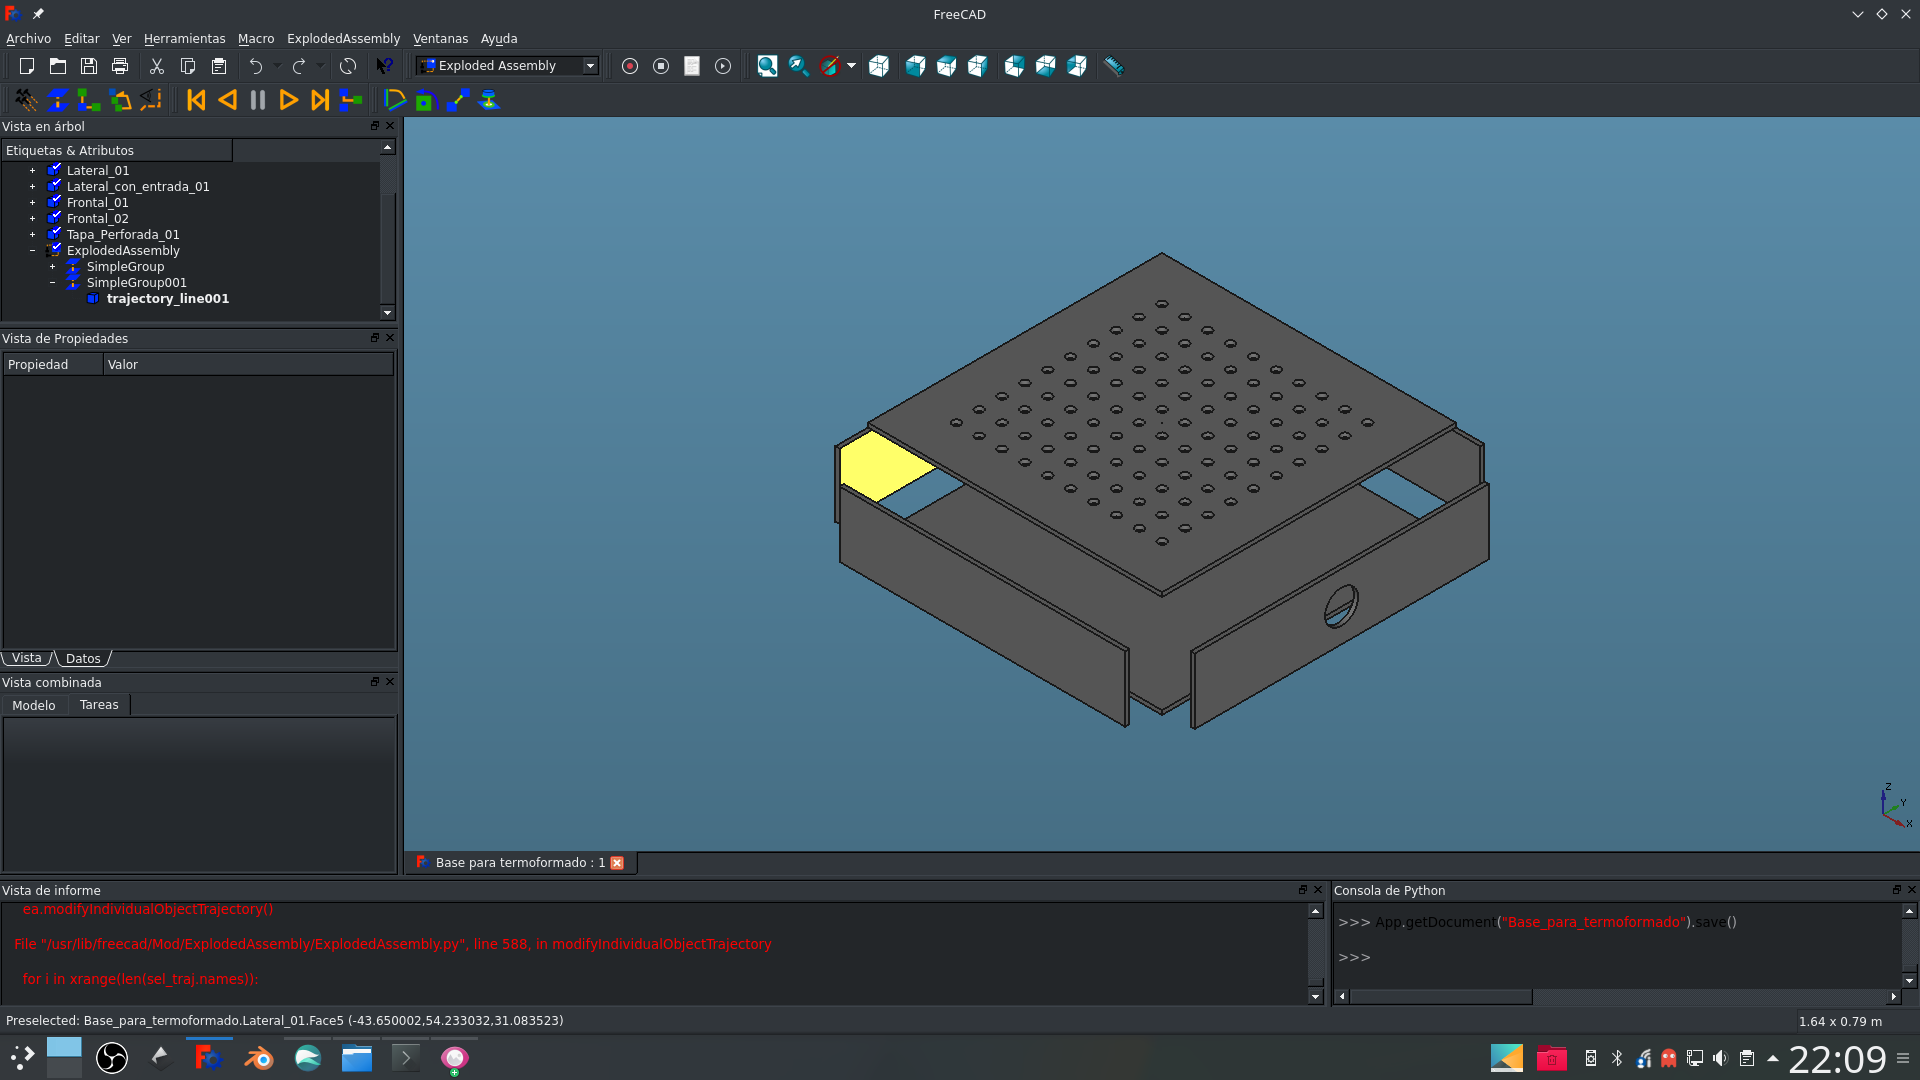 FreeCAD
Archivo Editar Ver Herramientas Macro ExplodedAssembly Ventanas Ayuda
Exploded Assembly
Vista en árbol
Etiquetas & Atributos
Lateral_01
Lateral_con_entrada_01
Frontal_01
Frontal_02
Tapa_Perforada_01
ExplodedAssembly
SimpleGroup
SimpleGroup001
trajectory_line001
Vista de Propiedades
Propiedad Valor
Vista Datos
Vista combinada
Modelo Tareas
Z
Y
X
Base para termoformado : 1
Vista de informe
ea.modifyIndividualObjectTrajectory()
File "/usr/lib/freecad/Mod/ExplodedAssembly/ExplodedAssembly.py", line 588, in modifyIndividualObjectTrajectory
for i in xrange(len(sel_traj.names)):
Consola de Python
>>> App.getDocument("Base_para_termoformado").save()
>>>
Preselected: Base_para_termoformado.Lateral_01.Face5 (-43.650002,54.233032,31.083523)
1.64 x 0.79 m
22:09